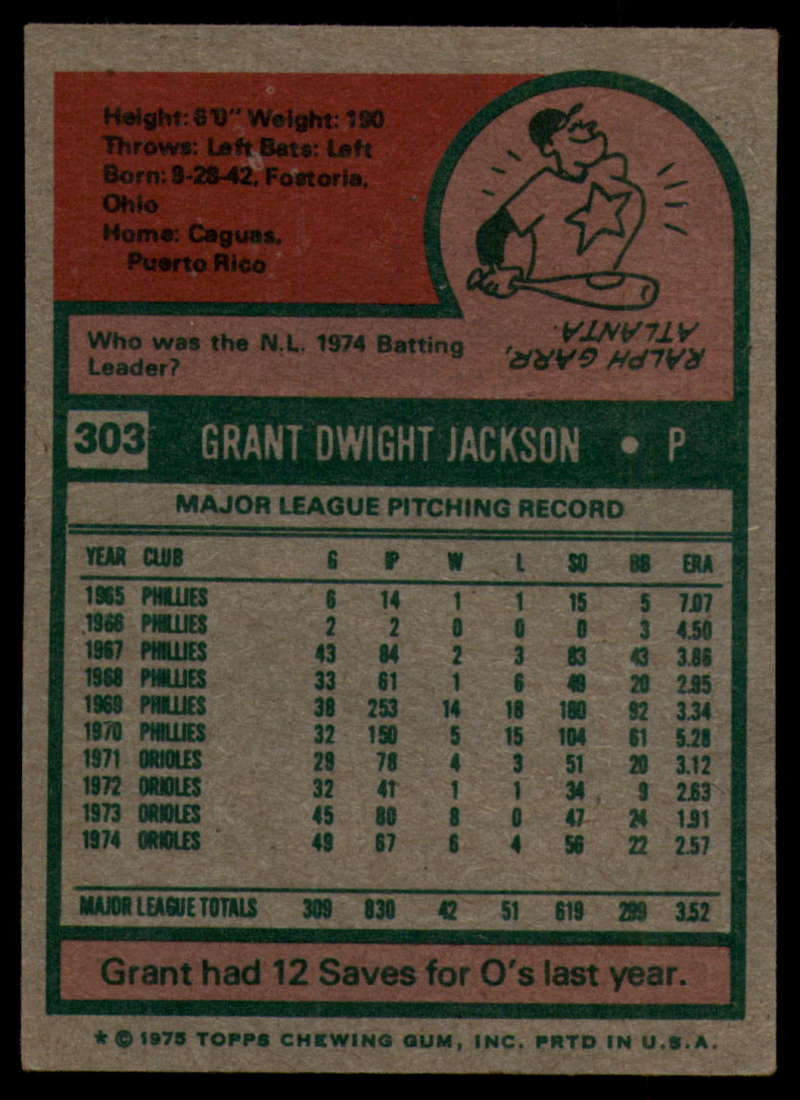 Height: 6'0" Weight: 190
Throws: Left Bats: Left
Born: 9-28-42, Fostoria,
Ohio
Home: Caguas,
Puerto Rico
Who was the N.L. 1974 Batting
Leader?
RALPH GARR,
ATLANTA.
303 GRANT DWIGHT JACKSON • P
MAJOR LEAGUE PITCHING RECORD
YEAR CLUB G IP W L SO BB ERA
1965 PHILLIES 6 14 1 1 15 5 7.07
1966 PHILLIES 2 2 0 0 0 3 4.50
1967 PHILLIES 43 84 2 3 83 43 3.86
1968 PHILLIES 33 61 1 6 49 20 2.95
1969 PHILLIES 38 253 14 18 180 92 3.34
1970 PHILLIES 32 150 5 15 104 61 5.28
1971 ORIOLES 29 78 4 3 51 20 3.12
1972 ORIOLES 32 41 1 1 34 9 2.63
1973 ORIOLES 45 80 8 0 47 24 1.91
1974 ORIOLES 49 67 6 4 56 22 2.57
MAJOR LEAGUE TOTALS 309 830 42 51 619 299 3.52
Grant had 12 Saves for O's last year.
* © 1975 TOPPS CHEWING GUM, INC. PRTD IN U.S.A.